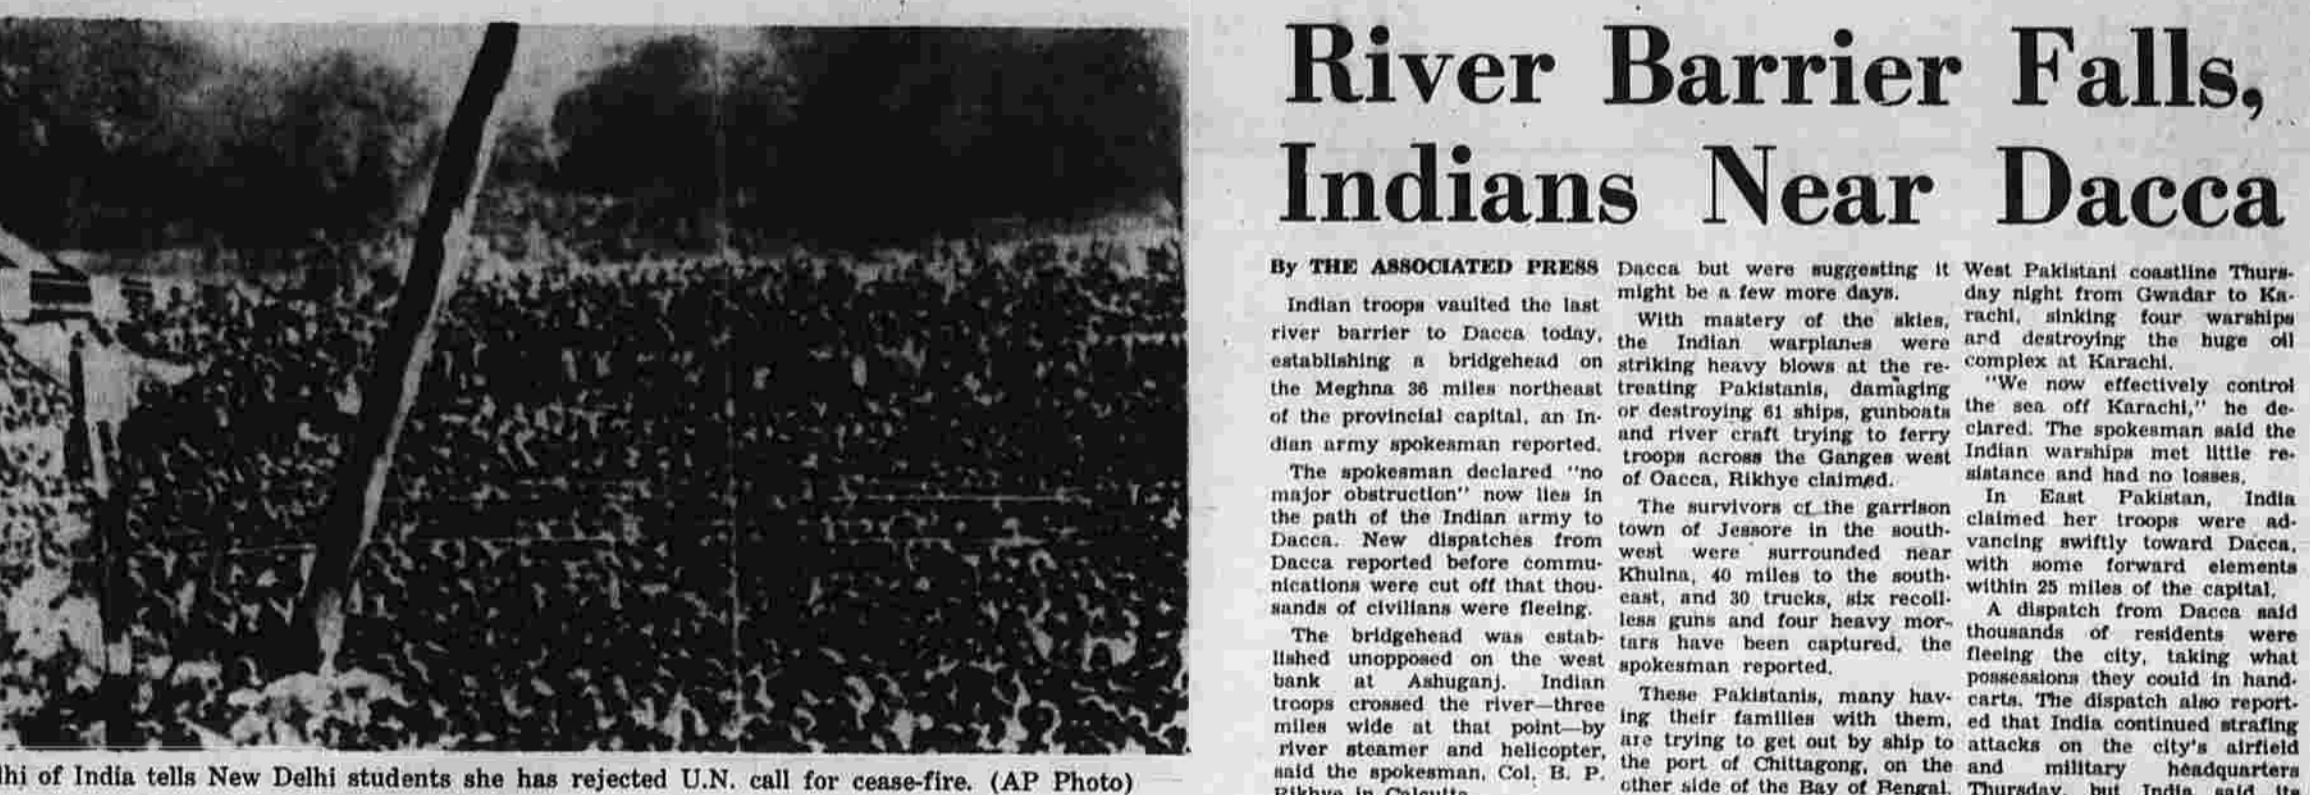 River Barrier Falls,
Indians Near Dacca
By THE ASSOCIATED PRESS
Indian troops vaulted the last
river barrier to Dacca today,
establishing a bridgehead on
the Meghna 36 miles northeast
of the provincial capital, an In-
dian army spokesman reported.
The spokesman declared "no
major obstruction" now lies in
the path of the Indian army to
Dacca. New dispatches from
Dacca reported before commu-
nications were cut off that thou-
sands of civilians were fleeing.
The bridgehead was estab-
lished unopposed on the west
bank at Ashuganj. Indian
troops crossed the river—three
miles wide at that point—by
river steamer and helicopter,
said the spokesman, Col. B. P.
Rikhye in Calcutta.
Dacca but were suggesting it
might be a few more days.
With mastery of the skies,
the Indian warplanes were
striking heavy blows at the re-
treating Pakistanis, damaging
or destroying 61 ships, gunboats
and river craft trying to ferry
troops across the Ganges west
of Oacca, Rikhye claimed.
The survivors of the garrison
town of Jessore in the south-
west were surrounded near
Khulna, 40 miles to the south-
east, and 30 trucks, six recoil-
less guns and four heavy mor-
tars have been captured, the
spokesman reported.
These Pakistanis, many hav-
ing their families with them,
are trying to get out by ship to
the port of Chittagong, on the
other side of the Bay of Bengal.
West Pakistani coastline Thurs-
day night from Gwadar to Ka-
rachi, sinking four warships
and destroying the huge oil
complex at Karachi.
"We now effectively control
the sea off Karachi," he de-
clared. The spokesman said the
Indian warships met little re-
sistance and had no losses.
In East Pakistan, India
claimed her troops were ad-
vancing swiftly toward Dacca,
with some forward elements
within 25 miles of the capital.
A dispatch from Dacca said
thousands of residents were
fleeing the city, taking what
possessions they could in hand-
carts. The dispatch also report-
ed that India continued strafing
attacks on the city's airfield
and military headquarters
Thursday, but India said its
hi of India tells New Delhi students she has rejected U.N. call for cease-fire. (AP Photo)